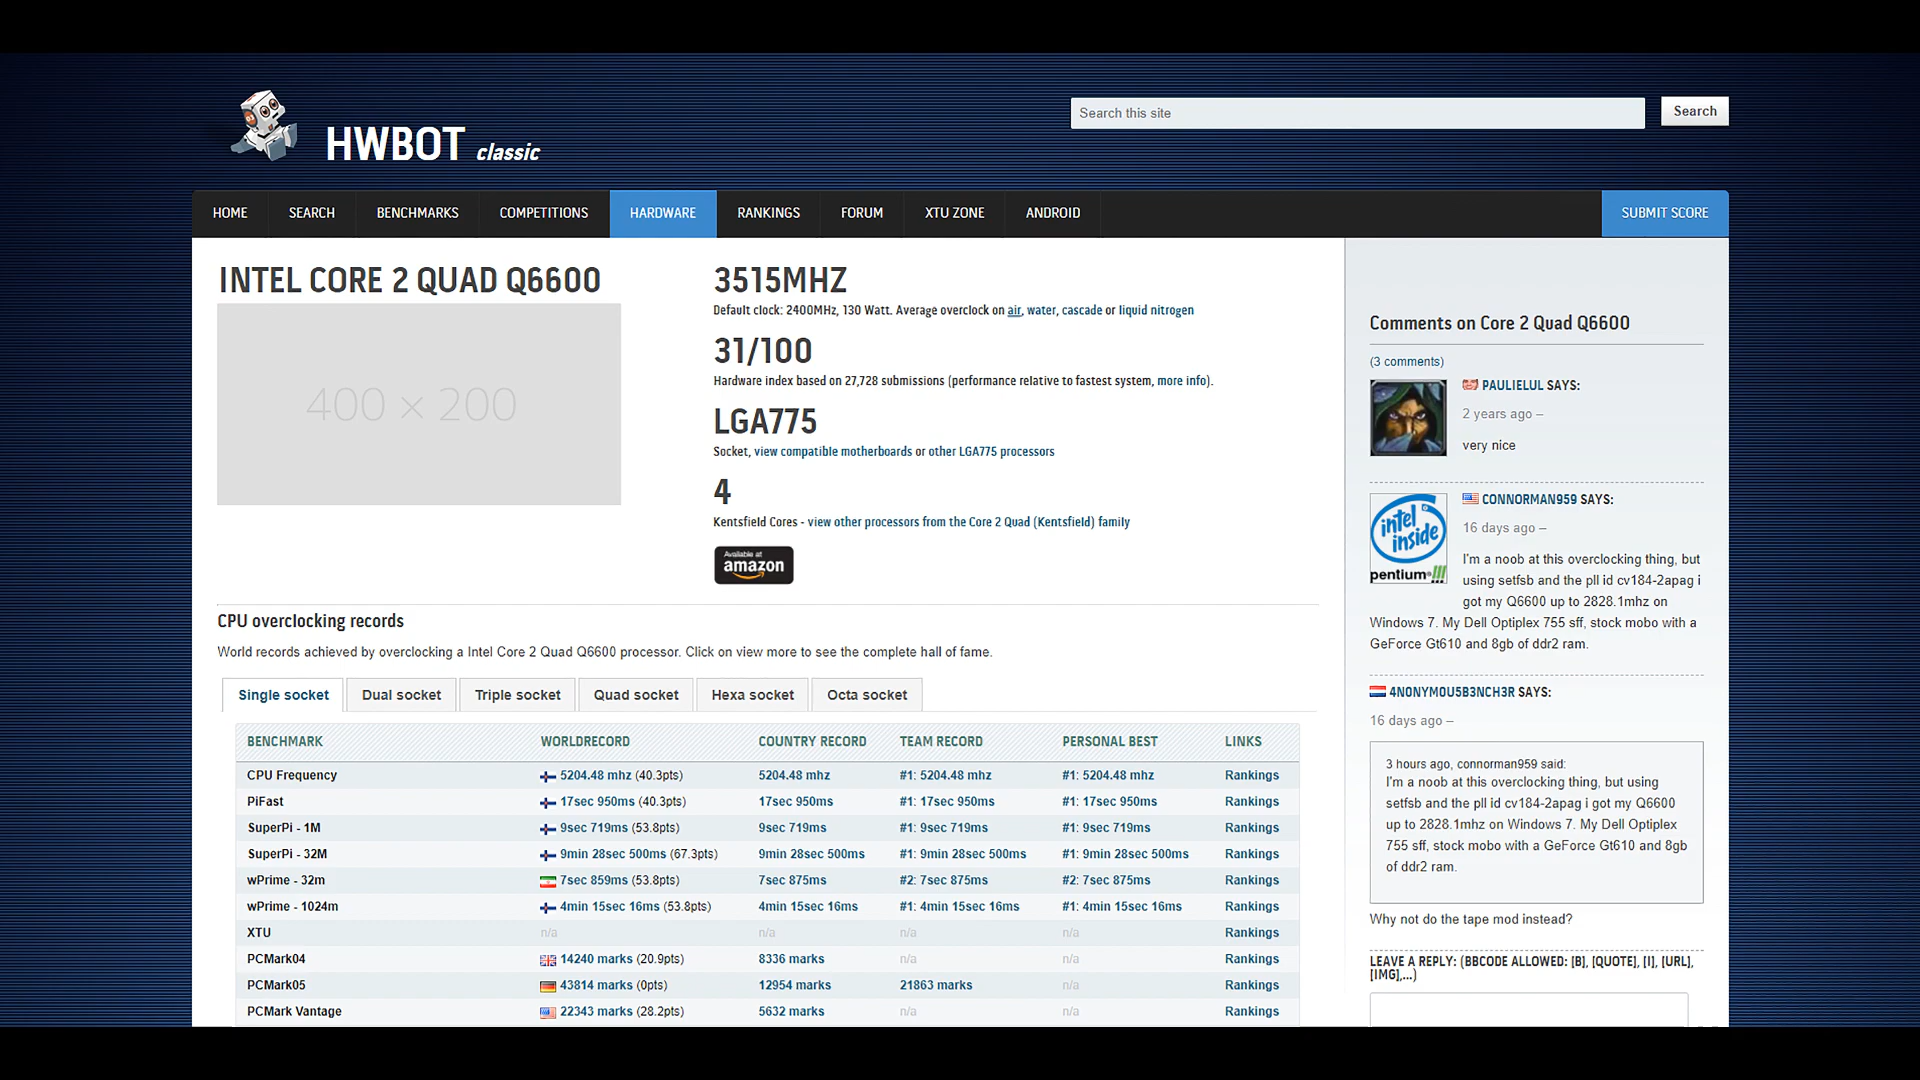 HWBOT classic
Search this site
Search
HOME SEARCH BENCHMARKS COMPETITIONS HARDWARE RANKINGS FORUM XTU ZONE ANDROID SUBMIT SCORE
INTEL CORE 2 QUAD Q6600
400 × 200
3515MHZ
Default clock: 2400MHz, 130 Watt. Average overclock on air, water, cascade or liquid nitrogen
31/100
Hardware index based on 27,728 submissions (performance relative to fastest system, more info).
LGA775
Socket, view compatible motherboards or other LGA775 processors
4
Kentsfield Cores - view other processors from the Core 2 Quad (Kentsfield) family
Available at
amazon
CPU overclocking records
World records achieved by overclocking a Intel Core 2 Quad Q6600 processor. Click on view more to see the complete hall of fame.
Single socket Dual socket Triple socket Quad socket Hexa socket Octa socket
BENCHMARK WORLDRECORD COUNTRY RECORD TEAM RECORD PERSONAL BEST LINKS
CPU Frequency 5204.48 mhz (40.3pts) 5204.48 mhz #1: 5204.48 mhz #1: 5204.48 mhz Rankings
PiFast 17sec 950ms (40.3pts) 17sec 950ms #1: 17sec 950ms #1: 17sec 950ms Rankings
SuperPi - 1M 9sec 719ms (53.8pts) 9sec 719ms #1: 9sec 719ms #1: 9sec 719ms Rankings
SuperPi - 32M 9min 28sec 500ms (67.3pts) 9min 28sec 500ms #1: 9min 28sec 500ms #1: 9min 28sec 500ms Rankings
wPrime - 32m 7sec 859ms (53.8pts) 7sec 875ms #2: 7sec 875ms #2: 7sec 875ms Rankings
wPrime - 1024m 4min 15sec 16ms (53.8pts) 4min 15sec 16ms #1: 4min 15sec 16ms #1: 4min 15sec 16ms Rankings
XTU n/a n/a n/a n/a Rankings
PCMark04 14240 marks (20.9pts) 8336 marks n/a n/a Rankings
PCMark05 43814 marks (0pts) 12954 marks 21863 marks n/a Rankings
PCMark Vantage 22343 marks (28.2pts) 5632 marks n/a n/a Rankings
Comments on Core 2 Quad Q6600
(3 comments)
PAULIELUL SAYS:
2 years ago –
very nice
intel
inside
pentium III
CONNORMAN959 SAYS:
16 days ago –
I'm a noob at this overclocking thing, but
using setfsb and the pll id cv184-2apag i
got my Q6600 up to 2828.1mhz on
Windows 7. My Dell Optiplex 755 sff, stock mobo with a
GeForce Gt610 and 8gb of ddr2 ram.
4N0NYM0U5B3NCH3R SAYS:
16 days ago –
3 hours ago, connorman959 said:
I'm a noob at this overclocking thing, but using
setfsb and the pll id cv184-2apag i got my Q6600
up to 2828.1mhz on Windows 7. My Dell Optiplex
755 sff, stock mobo with a GeForce Gt610 and 8gb
of ddr2 ram.
Why not do the tape mod instead?
LEAVE A REPLY: (BBCODE ALLOWED: [B], [QUOTE], [I], [URL],
[IMG],...)